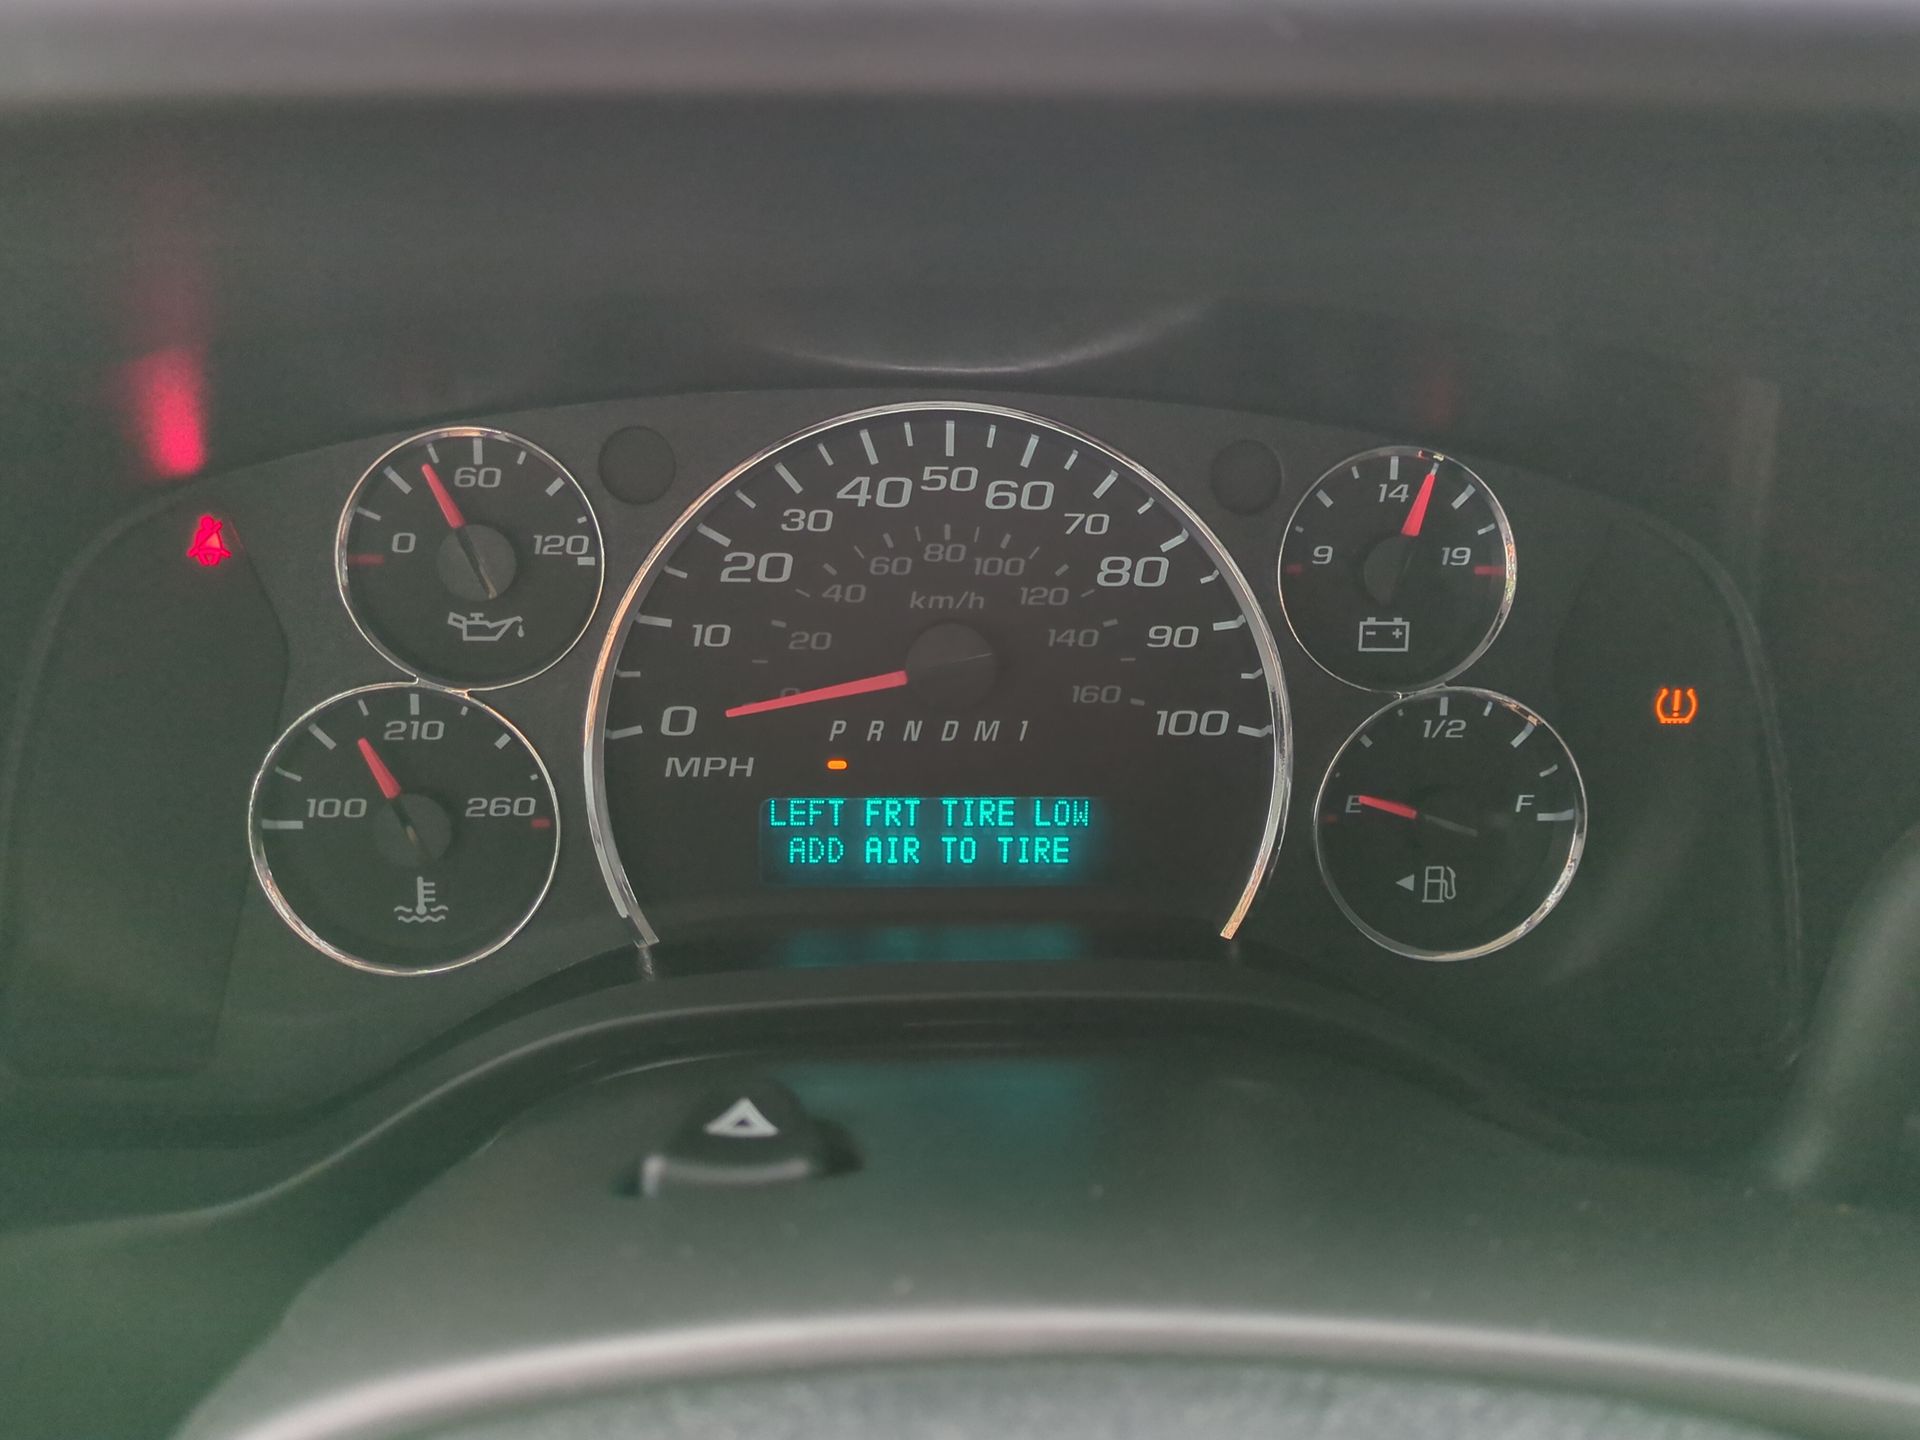 0 60 120
100 210 260
0 10 20 30 40 50 60 70 80 90 100
MPH
0 20 40 60 80 100 120 140 160
km/h
P R N D M 1
LEFT FRT TIRE LOW
ADD AIR TO TIRE
9 14 19
- +
E 1/2 F